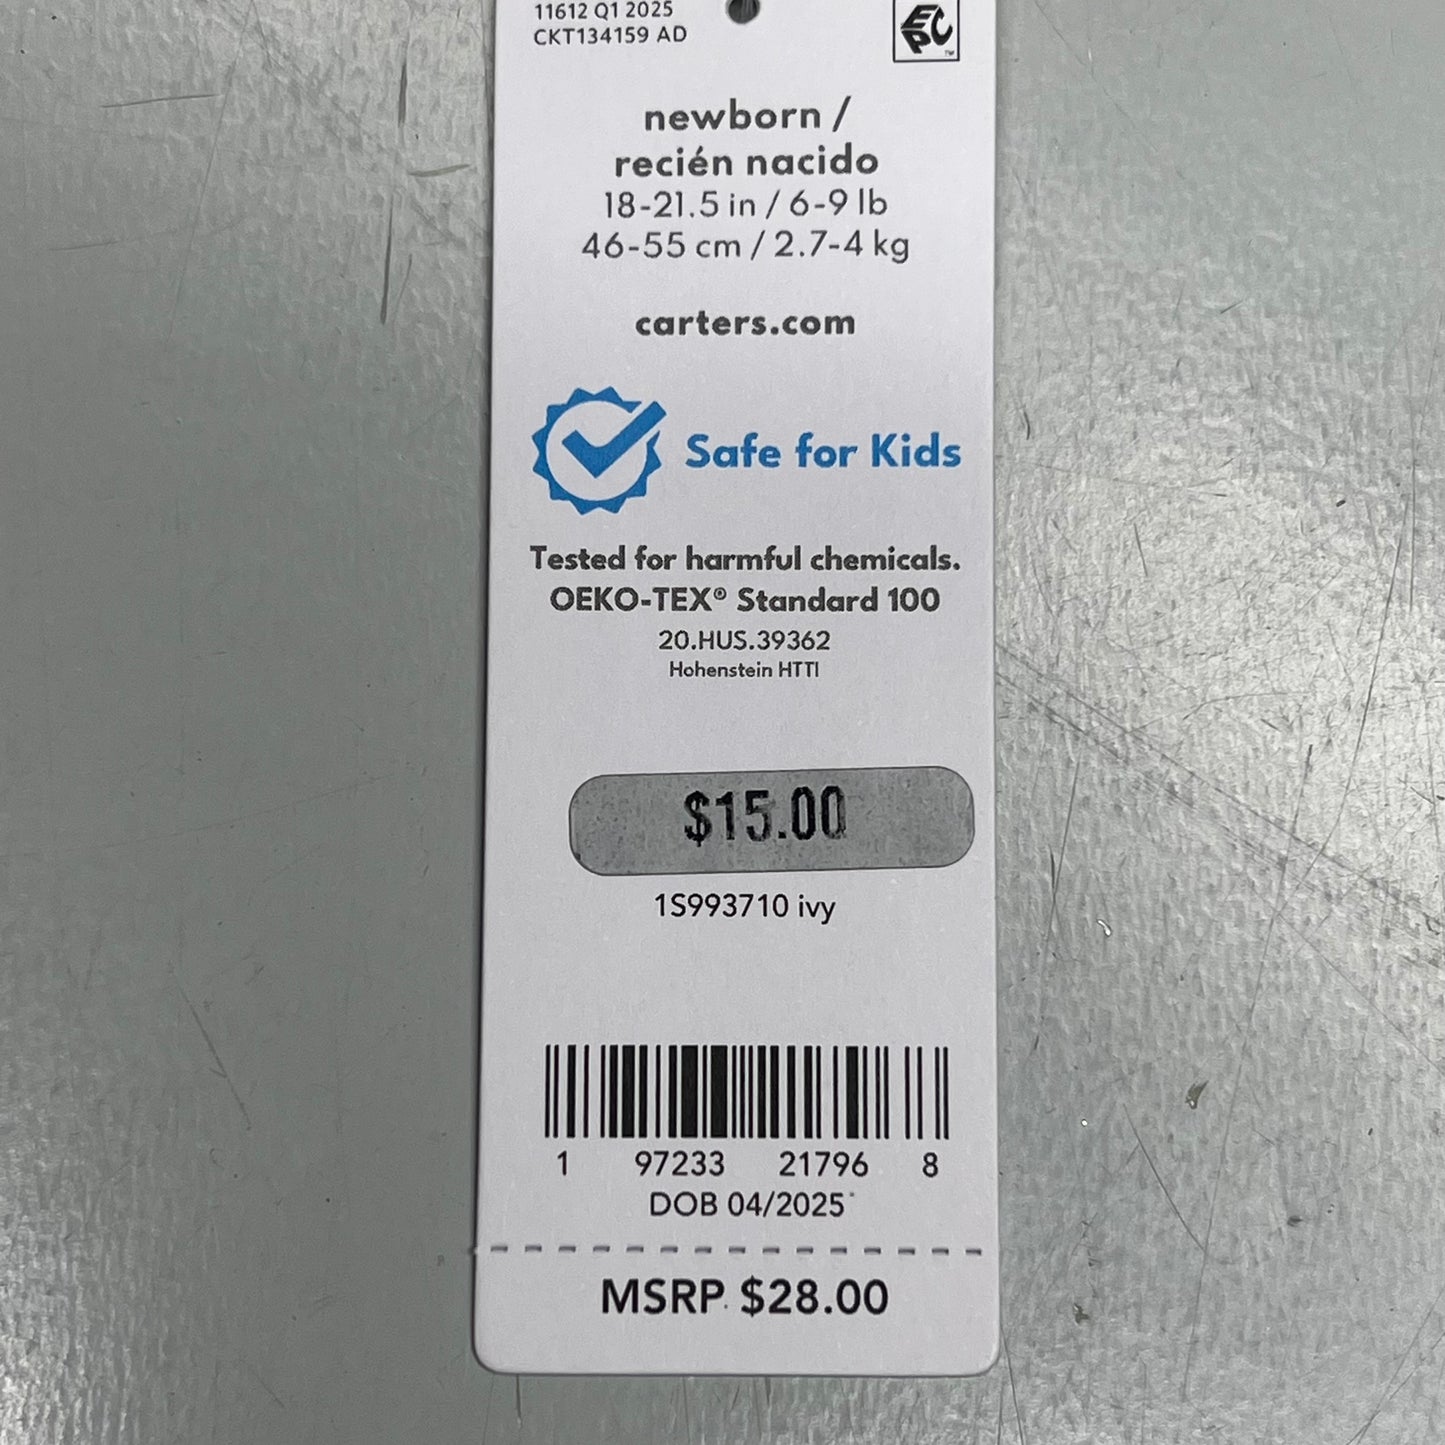 11612 Q1 2025
CKT134159 AD
EPC
™
newborn /
recién nacido
18-21.5 in / 6-9 lb
46-55 cm / 2.7-4 kg
carters.com
Safe for Kids
Tested for harmful chemicals.
OEKO-TEX® Standard 100
20.HUS.39362
Hohenstein HTTI
$15.00
1S993710 ivy
1 97233 21796 8
DOB 04/2025
MSRP $28.00